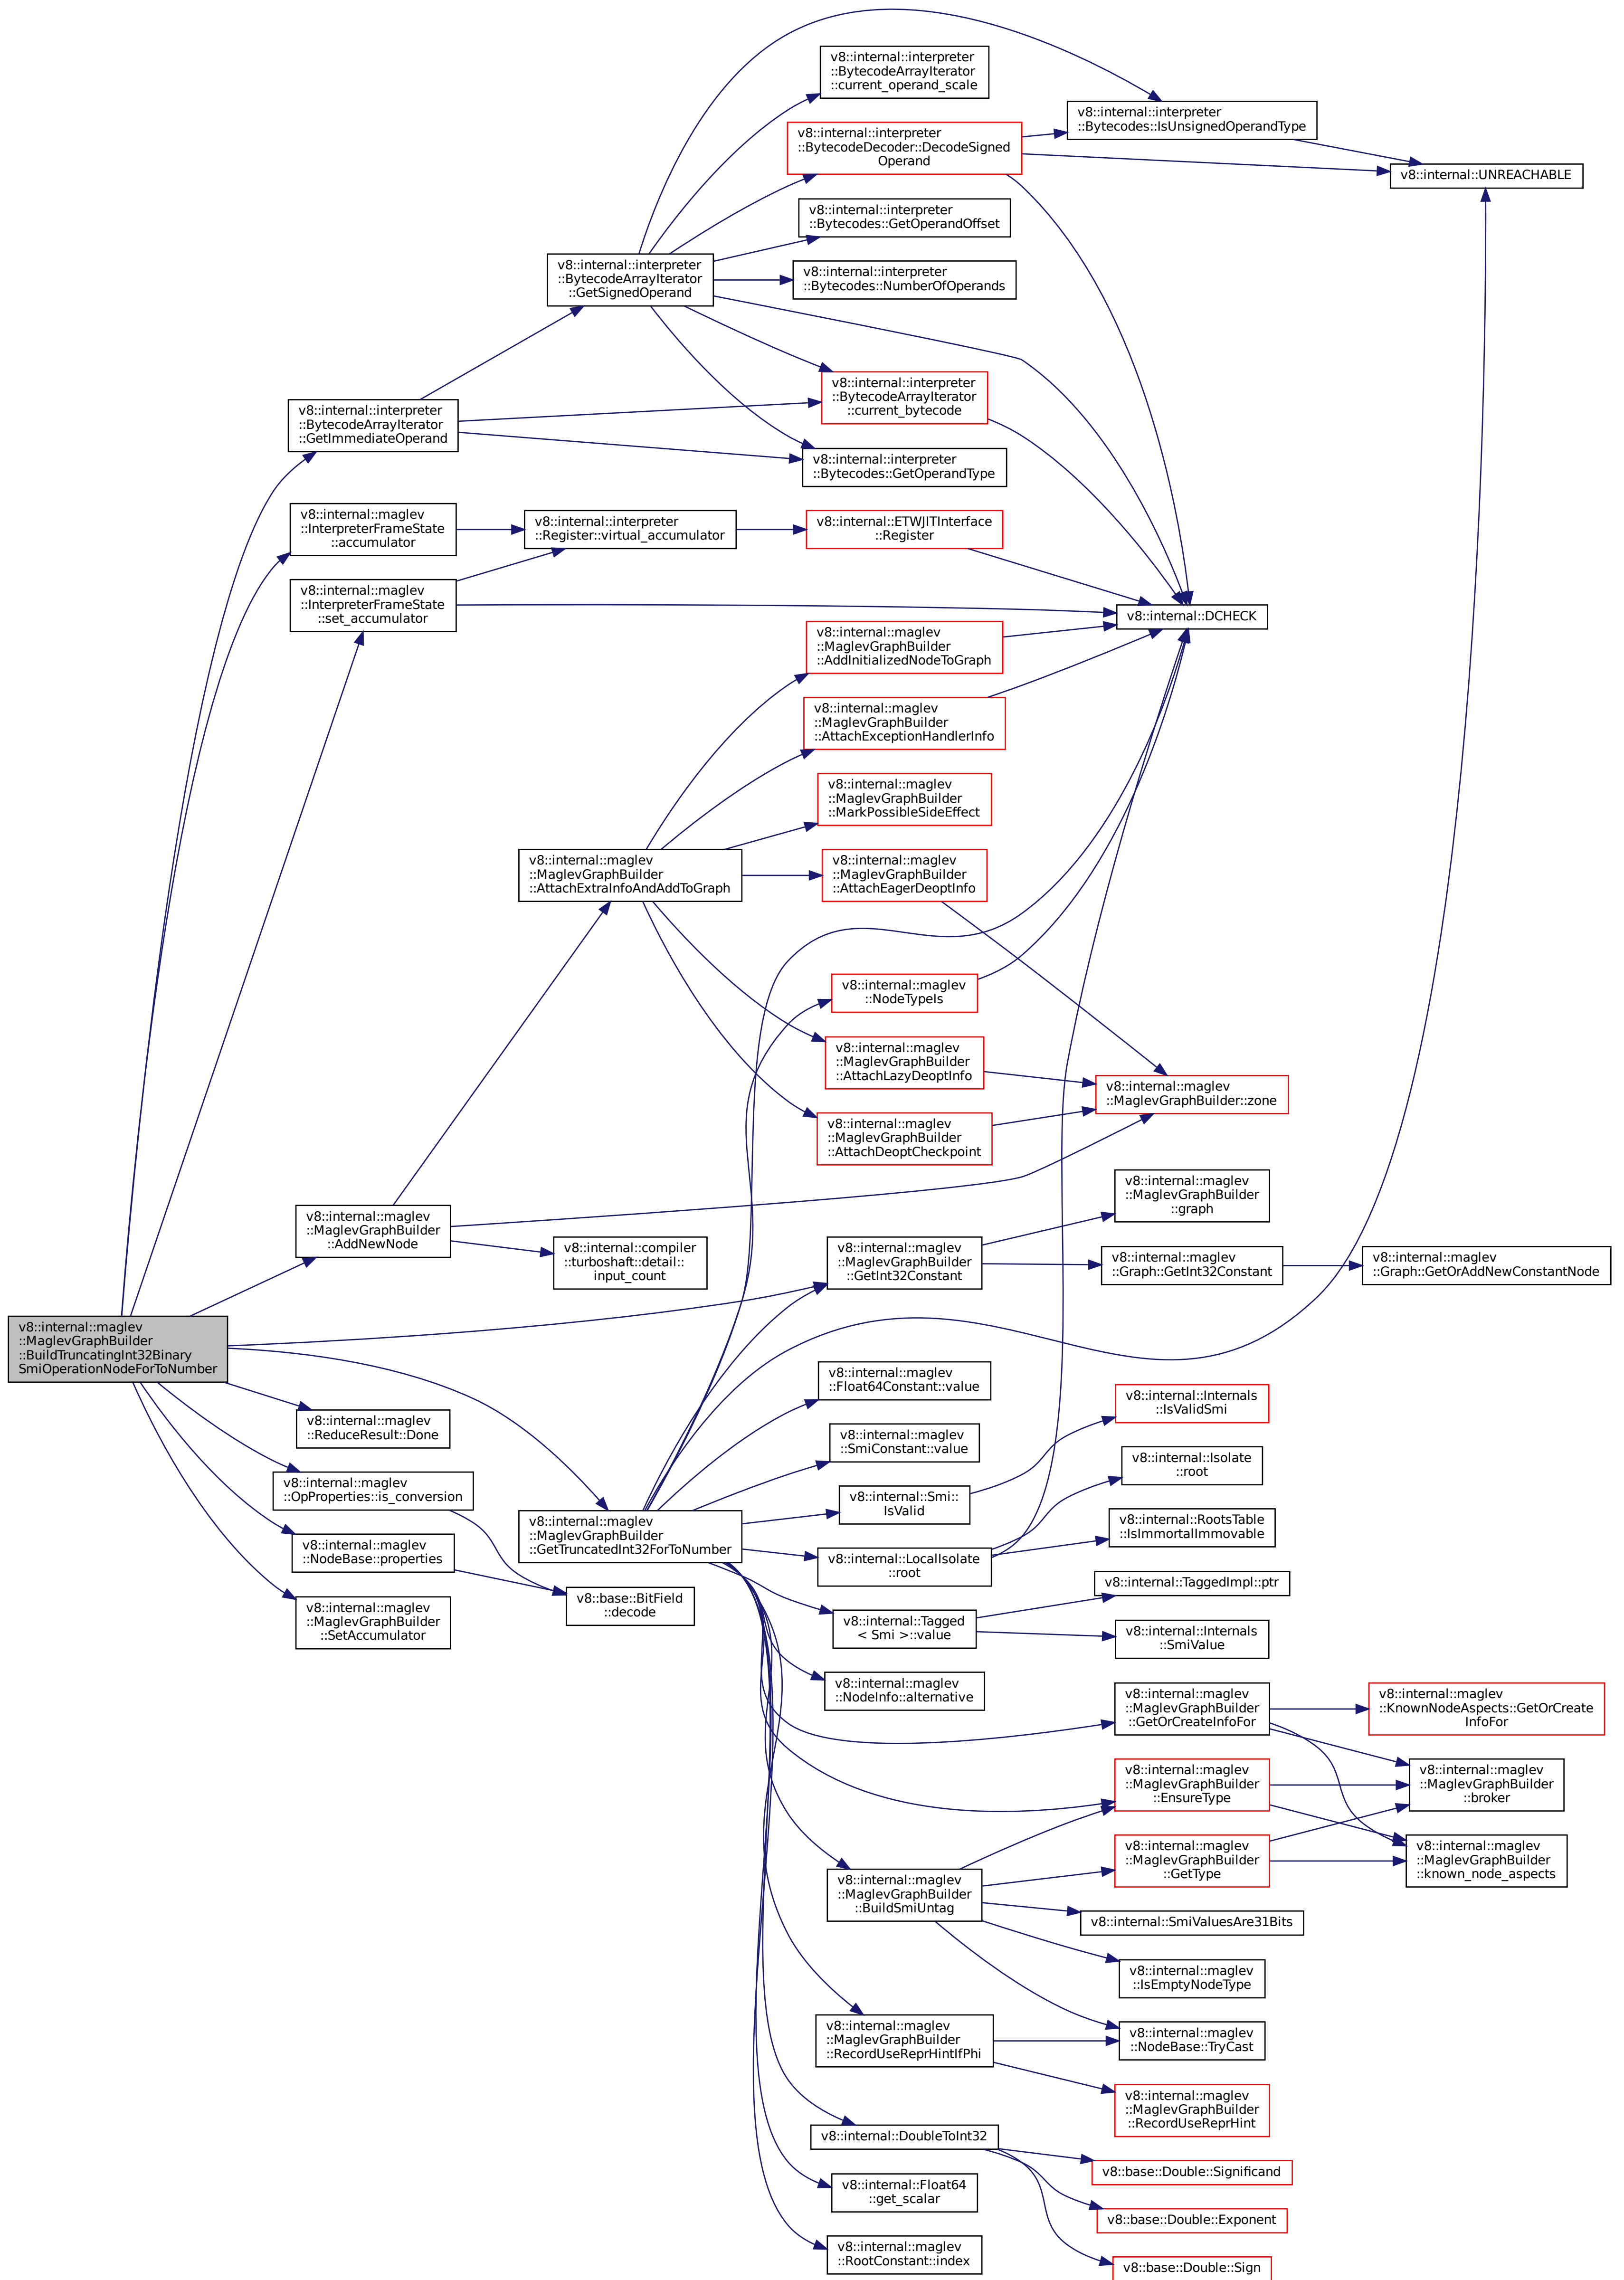 v8::internal::maglev
::MaglevGraphBuilder
::BuildTruncatingInt32Binary
SmiOperationNodeForToNumber
v8::internal::interpreter
::BytecodeArrayIterator
::GetImmediateOperand
v8::internal::maglev
::InterpreterFrameState
::accumulator
v8::internal::maglev
::InterpreterFrameState
::set_accumulator
v8::internal::maglev
::MaglevGraphBuilder
::AddNewNode
v8::internal::maglev
::ReduceResult::Done
v8::internal::maglev
::OpProperties::is_conversion
v8::internal::maglev
::NodeBase::properties
v8::internal::maglev
::MaglevGraphBuilder
::SetAccumulator
v8::internal::interpreter
::BytecodeArrayIterator
::GetSignedOperand
v8::internal::interpreter
::Register::virtual_accumulator
v8::internal::maglev
::MaglevGraphBuilder
::AttachExtraInfoAndAddToGraph
v8::internal::compiler
::turboshaft::detail::
input_count
v8::internal::maglev
::MaglevGraphBuilder
::GetTruncatedInt32ForToNumber
v8::base::BitField
::decode
v8::internal::interpreter
::BytecodeArrayIterator
::current_operand_scale
v8::internal::interpreter
::BytecodeDecoder::DecodeSigned
Operand
v8::internal::interpreter
::Bytecodes::GetOperandOffset
v8::internal::interpreter
::Bytecodes::NumberOfOperands
v8::internal::interpreter
::BytecodeArrayIterator
::current_bytecode
v8::internal::interpreter
::Bytecodes::GetOperandType
v8::internal::ETWJITInterface
::Register
v8::internal::maglev
::MaglevGraphBuilder
::AddInitializedNodeToGraph
v8::internal::maglev
::MaglevGraphBuilder
::AttachExceptionHandlerInfo
v8::internal::maglev
::MaglevGraphBuilder
::MarkPossibleSideEffect
v8::internal::maglev
::MaglevGraphBuilder
::AttachEagerDeoptInfo
v8::internal::maglev
::NodeTypeIs
v8::internal::maglev
::MaglevGraphBuilder
::AttachLazyDeoptInfo
v8::internal::maglev
::MaglevGraphBuilder
::AttachDeoptCheckpoint
v8::internal::maglev
::MaglevGraphBuilder
::GetInt32Constant
v8::internal::maglev
::Float64Constant::value
v8::internal::maglev
::SmiConstant::value
v8::internal::Smi::
IsValid
v8::internal::LocalIsolate
::root
v8::internal::Tagged
< Smi >::value
v8::internal::maglev
::NodeInfo::alternative
v8::internal::maglev
::MaglevGraphBuilder
::BuildSmiUntag
v8::internal::maglev
::MaglevGraphBuilder
::RecordUseReprHintIfPhi
v8::internal::DoubleToInt32
v8::internal::Float64
::get_scalar
v8::internal::maglev
::RootConstant::index
v8::internal::interpreter
::Bytecodes::IsUnsignedOperandType
v8::internal::UNREACHABLE
v8::internal::DCHECK
v8::internal::maglev
::MaglevGraphBuilder::zone
v8::internal::maglev
::MaglevGraphBuilder
::graph
v8::internal::maglev
::Graph::GetInt32Constant
v8::internal::maglev
::Graph::GetOrAddNewConstantNode
v8::internal::Internals
::IsValidSmi
v8::internal::Isolate
::root
v8::internal::RootsTable
::IsImmortalImmovable
v8::internal::TaggedImpl::ptr
v8::internal::Internals
::SmiValue
v8::internal::maglev
::MaglevGraphBuilder
::GetOrCreateInfoFor
v8::internal::maglev
::KnownNodeAspects::GetOrCreate
InfoFor
v8::internal::maglev
::MaglevGraphBuilder
::EnsureType
v8::internal::maglev
::MaglevGraphBuilder
::broker
v8::internal::maglev
::MaglevGraphBuilder
::GetType
v8::internal::maglev
::MaglevGraphBuilder
::known_node_aspects
v8::internal::SmiValuesAre31Bits
v8::internal::maglev
::IsEmptyNodeType
v8::internal::maglev
::NodeBase::TryCast
v8::internal::maglev
::MaglevGraphBuilder
::RecordUseReprHint
v8::base::Double::Significand
v8::base::Double::Exponent
v8::base::Double::Sign